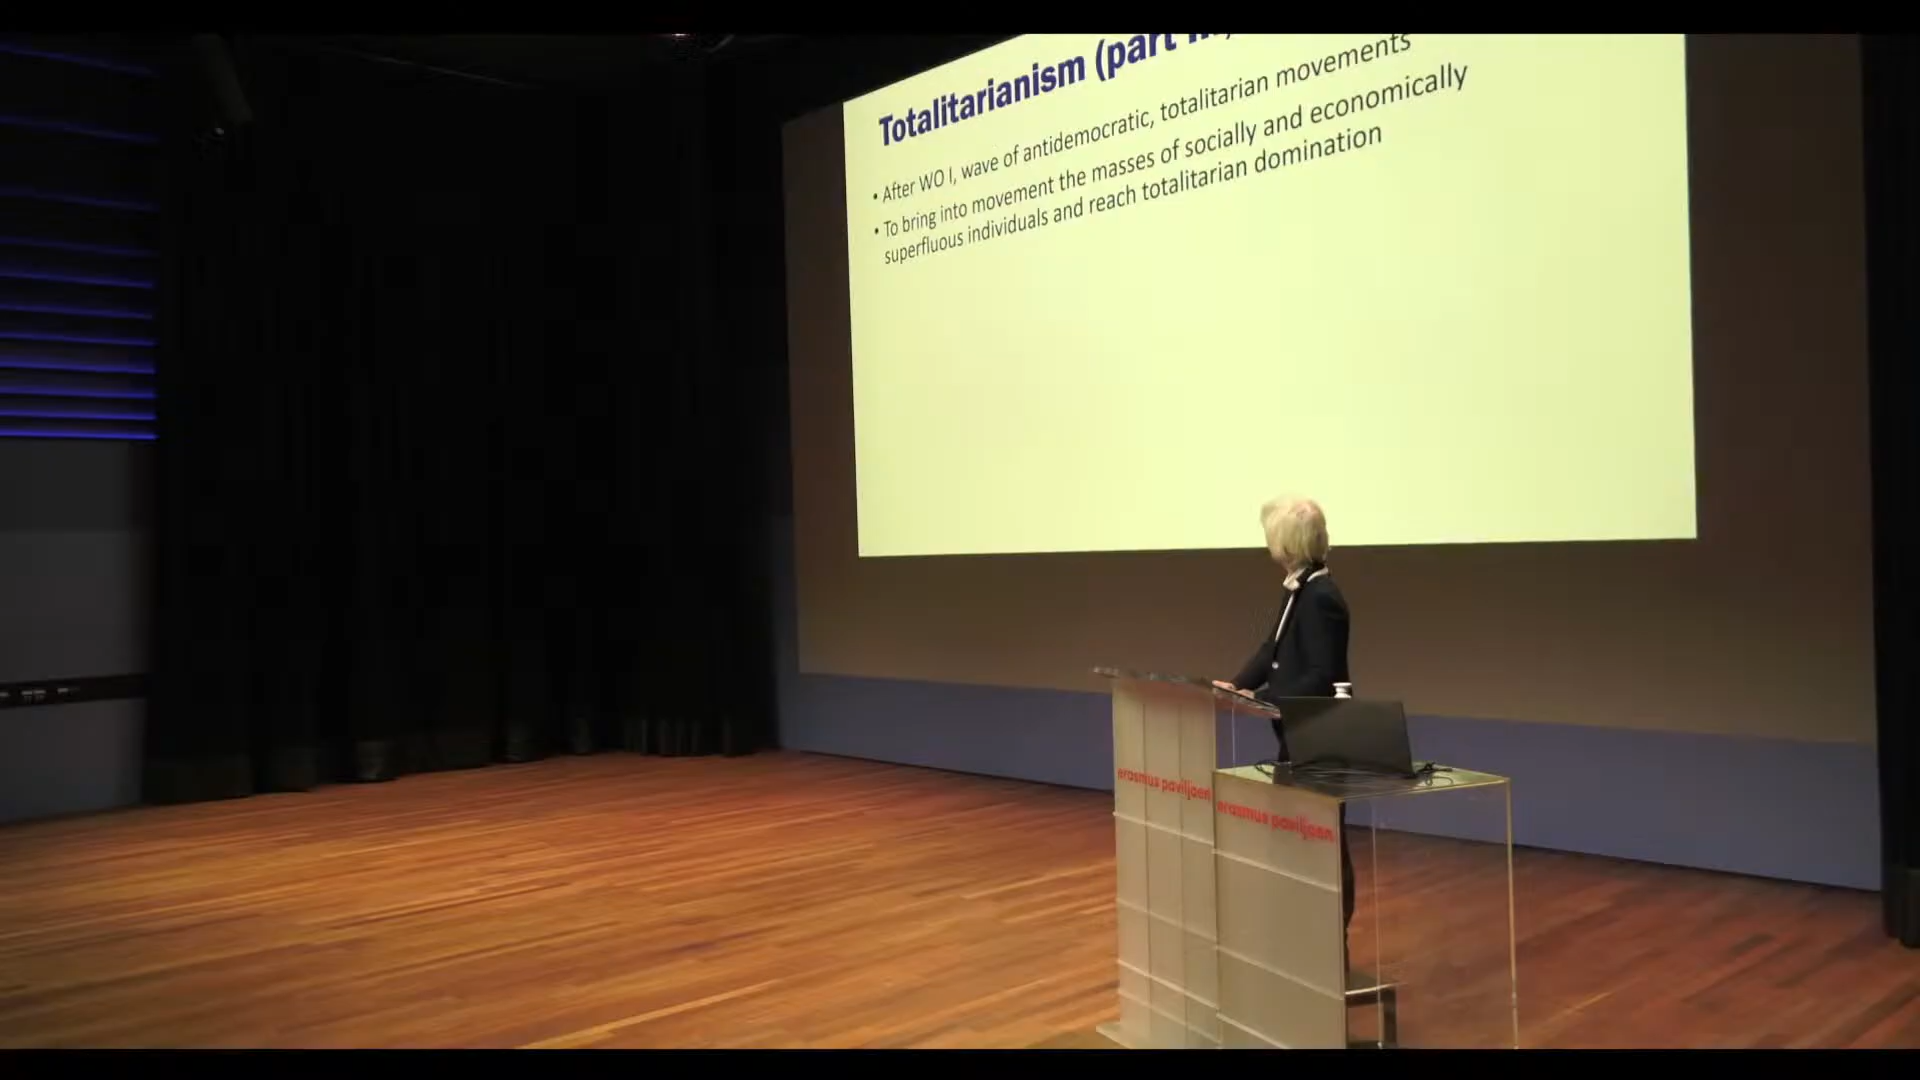 Totalitarianism (part
• After WO I, wave of antidemocratic, totalitarian movements
• To bring into movement the masses of socially and economically
superfluous individuals and reach totalitarian domination
erasmus paviljoen
erasmus paviljoen